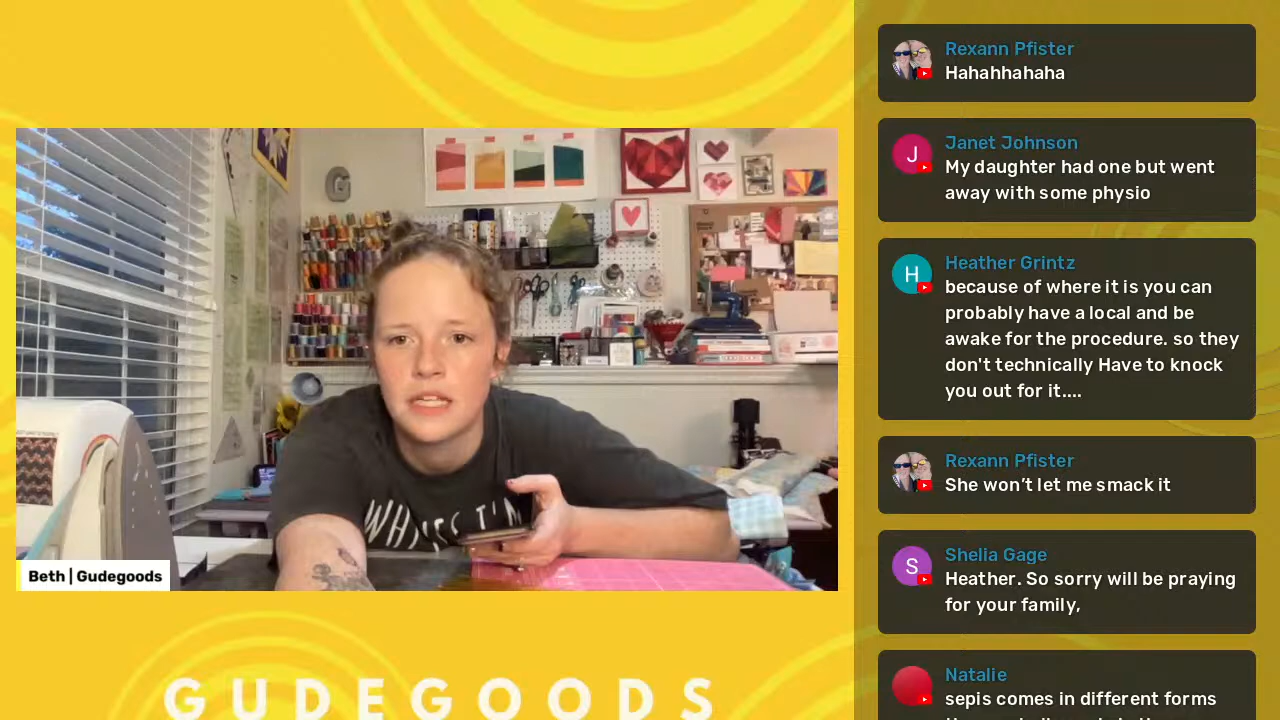 Rexann Pfister
Hahahhahaha
Janet Johnson
My daughter had one but went
away with some physio
Heather Grintz
because of where it is you can
probably have a local and be
awake for the procedure. so they
don't technically Have to knock
you out for it....
Rexann Pfister
She won't let me smack it
Shelia Gage
Heather. So sorry will be praying
for your family,
Natalie
sepis comes in different forms
G
J
H
S
Beth | Gudegoods
GUDEGOODS